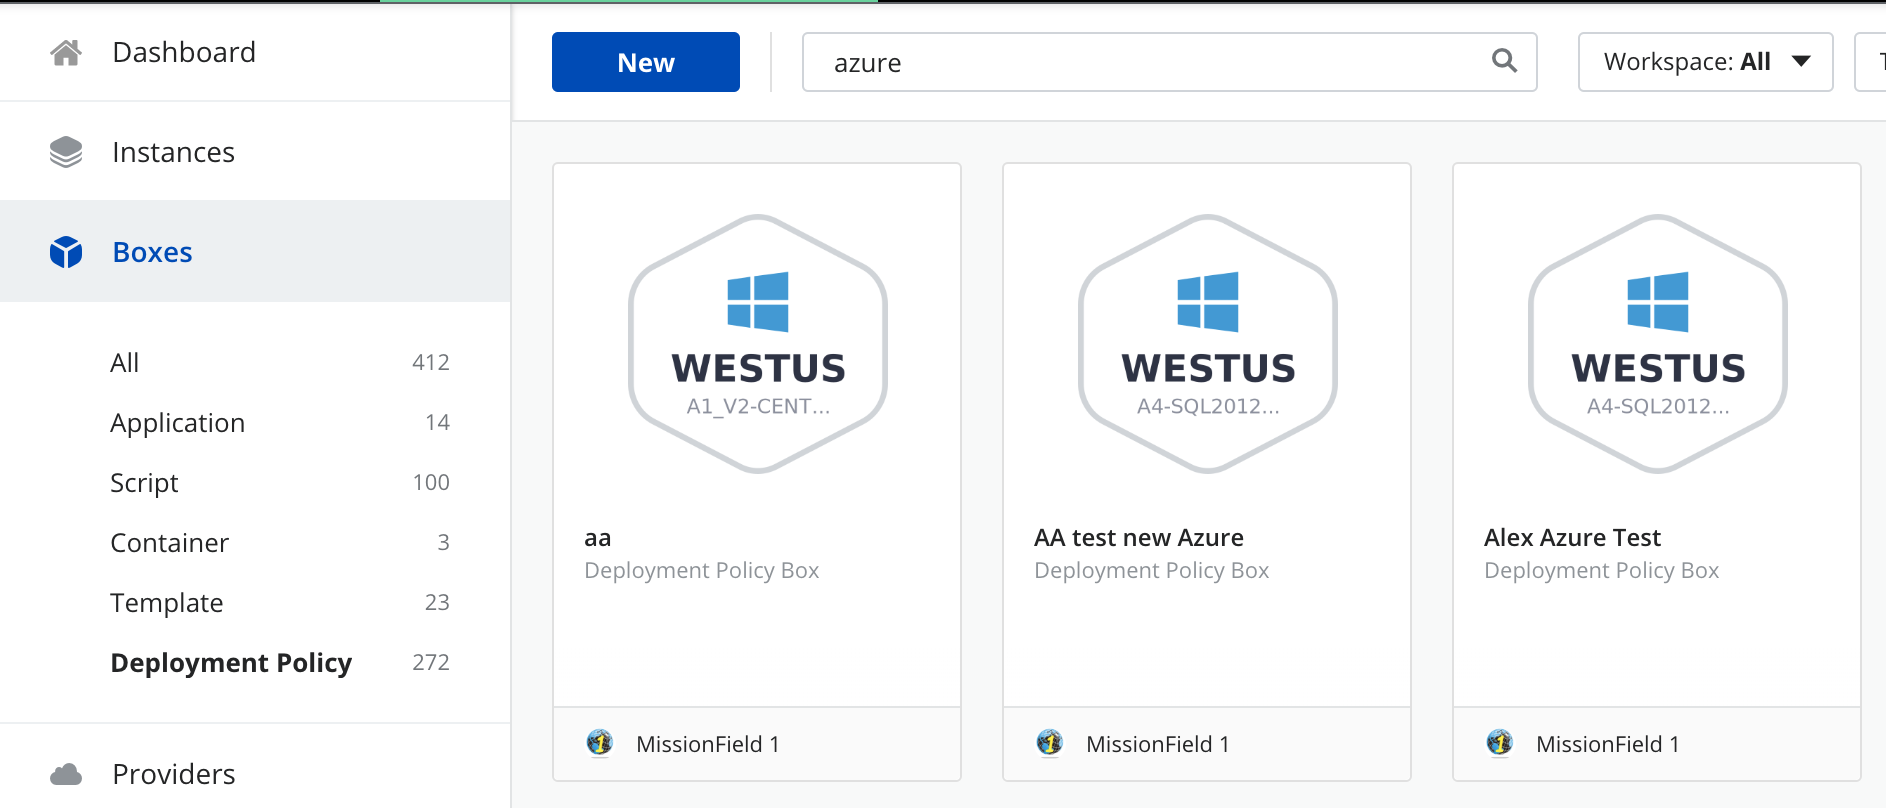 Dashboard
Instances
Boxes
All 412
Application 14
Script 100
Container 3
Template 23
Deployment Policy 272
Providers
New
azure
Workspace: All
WESTUS
A1_V2-CENT...
aa
Deployment Policy Box
MissionField 1
WESTUS
A4-SQL2012...
AA test new Azure
Deployment Policy Box
MissionField 1
WESTUS
A4-SQL2012...
Alex Azure Test
Deployment Policy Box
MissionField 1